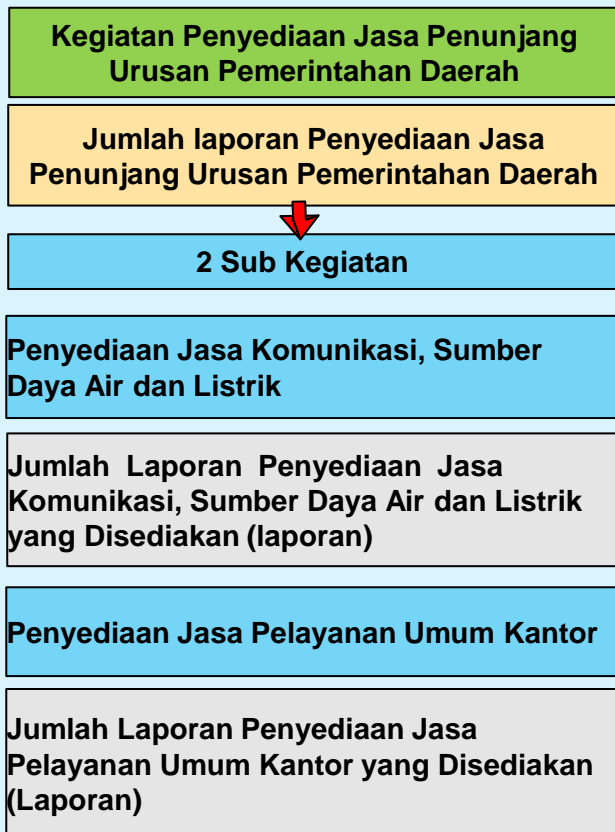 Kegiatan Penyediaan Jasa Penunjang
Urusan Pemerintahan Daerah
Jumlah laporan Penyediaan Jasa
Penunjang Urusan Pemerintahan Daerah
2 Sub Kegiatan
Penyediaan Jasa Komunikasi, Sumber
Daya Air dan Listrik
Jumlah Laporan Penyediaan Jasa
Komunikasi, Sumber Daya Air dan Listrik
yang Disediakan (laporan)
Penyediaan Jasa Pelayanan Umum Kantor
Jumlah Laporan Penyediaan Jasa
Pelayanan Umum Kantor yang Disediakan
(Laporan)